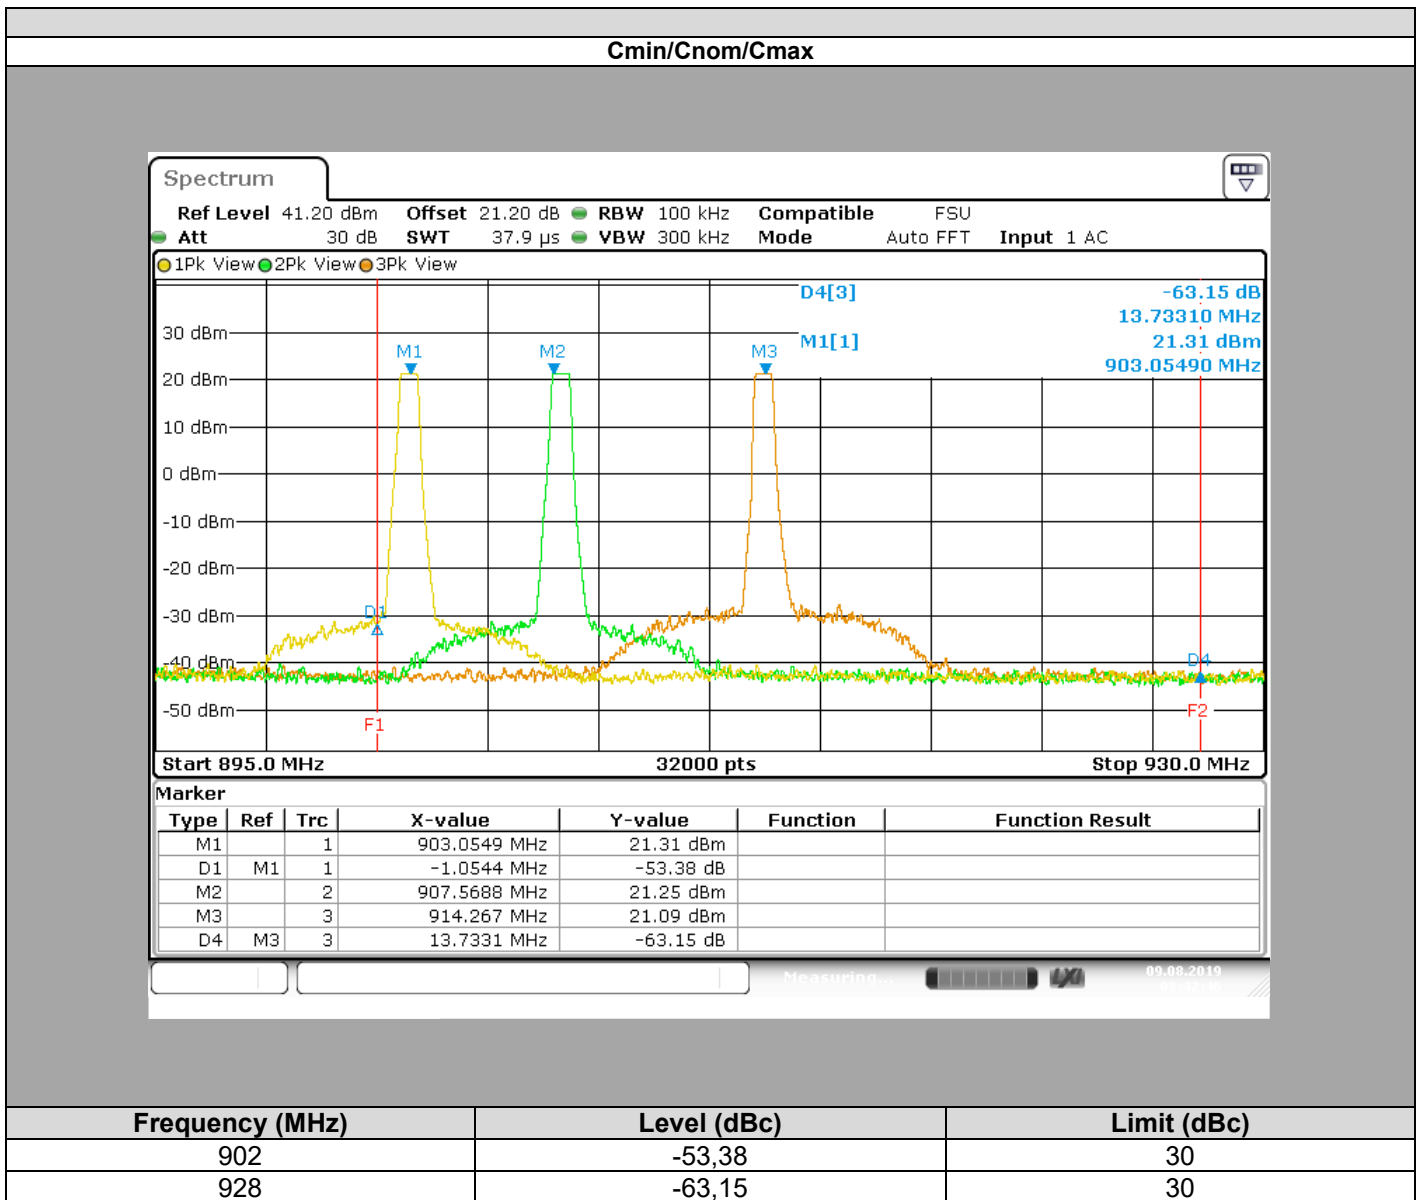 Cmin/Cnom/Cmax
Spectrum
Ref Level 41.20 dBm Offset 21.20 dB RBW 100 kHz Compatible FSU
Att 30 dB SWT 37.9 µs VBW 300 kHz Mode Auto FFT Input 1 AC
1Pk View 2Pk View 3Pk View
D4[3] -63.15 dB
13.73310 MHz
M1[1] 21.31 dBm
903.05490 MHz
30 dBm
M1 M2 M3
20 dBm
10 dBm
0 dBm
-10 dBm
-20 dBm
-30 dBm
D1
-40 dBm
D4
-50 dBm
F1 F2
Start 895.0 MHz 32000 pts Stop 930.0 MHz
Marker
Type Ref Trc X-value Y-value Function Function Result
M1 1 903.0549 MHz 21.31 dBm
D1 M1 1 -1.0544 MHz -53.38 dB
M2 2 907.5688 MHz 21.25 dBm
M3 3 914.267 MHz 21.09 dBm
D4 M3 3 13.7331 MHz -63.15 dB
Measuring... LXI 09.08.2019
Frequency (MHz) Level (dBc) Limit (dBc)
902 -53,38 30
928 -63,15 30